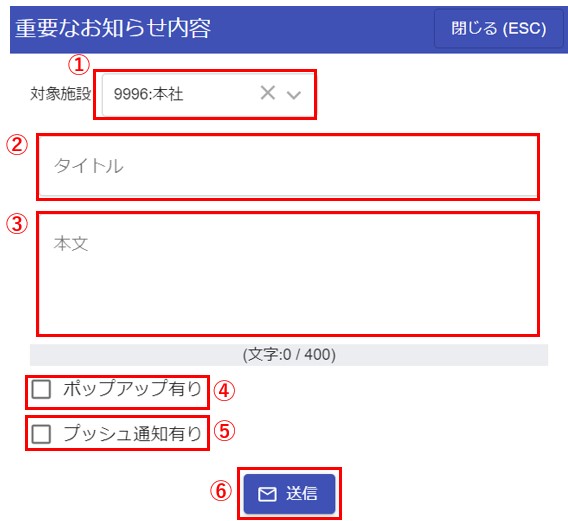 重要なお知らせ内容
閉じる (ESC)
①
対象施設
9996:本社
②
タイトル
③
本文
(文字:0 / 400)
ポップアップ有り
④
プッシュ通知有り
⑤
⑥
送信